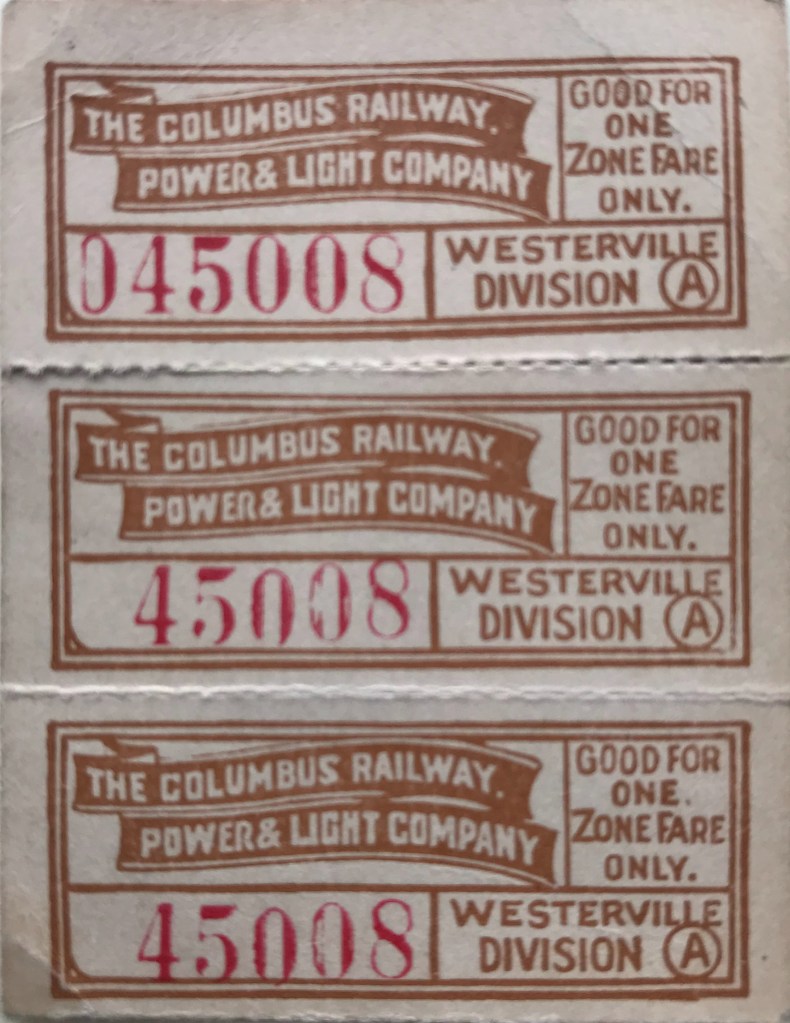 THE COLUMBUS RAILWAY.
POWER & LIGHT COMPANY
GOOD FOR
ONE
ZONE FARE
ONLY.
045008
WESTERVILLE
DIVISION A
THE COLUMBUS RAILWAY.
POWER & LIGHT COMPANY
GOOD FOR
ONE
ZONE FARE
ONLY.
45008
WESTERVILLE
DIVISION A
THE COLUMBUS RAILWAY.
POWER & LIGHT COMPANY
GOOD FOR
ONE.
ZONE FARE
ONLY.
45008
WESTERVILLE
DIVISION A